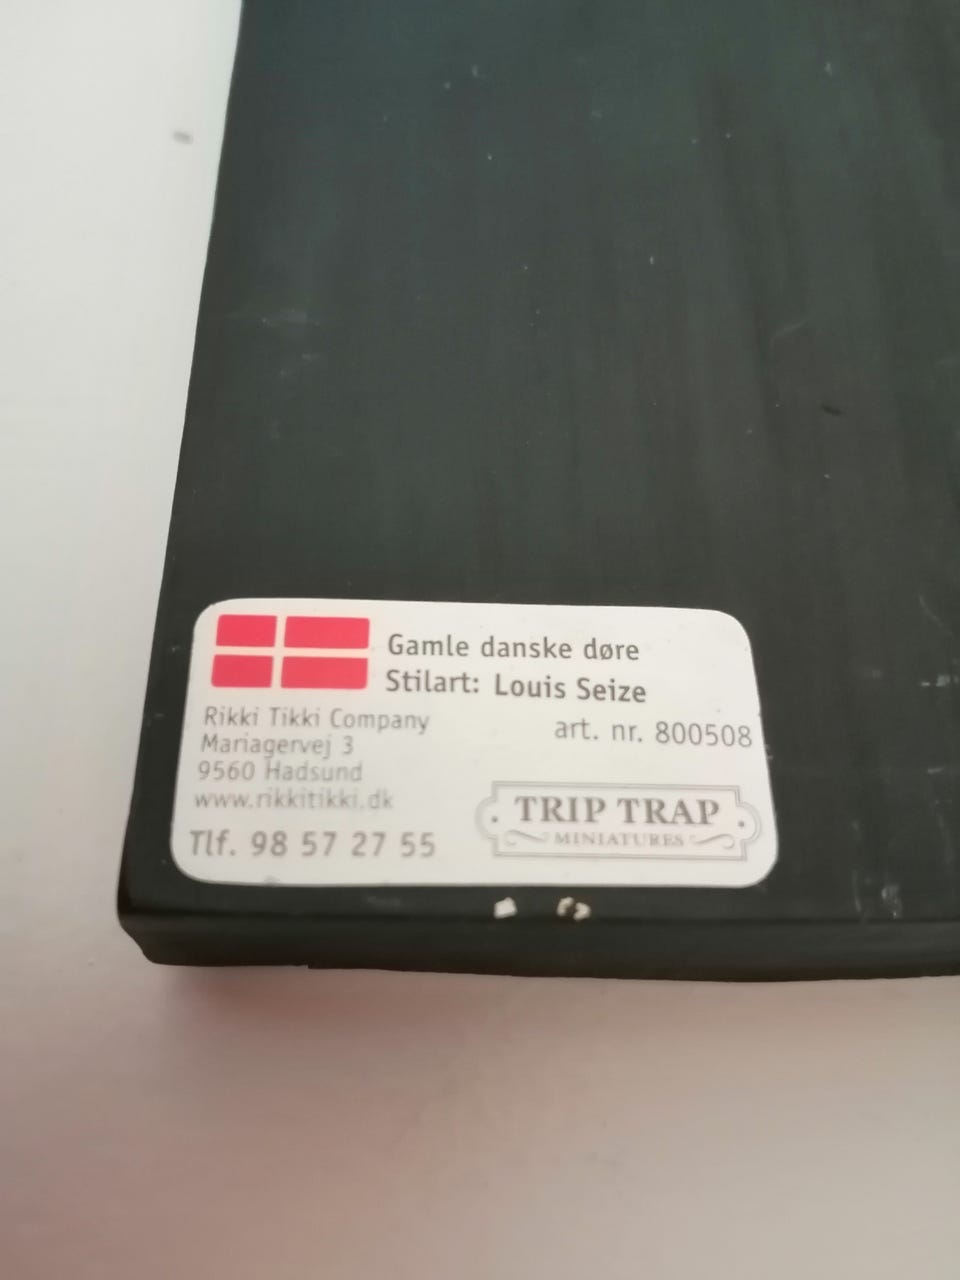 Gamle danske døre
Stilart: Louis Seize
art. nr. 800508
Rikki Tikki Company
Mariagervej 3
9560 Hadsund
www.rikkitikki.dk
Tlf. 98 57 27 55
TRIP TRAP
MINIATURES